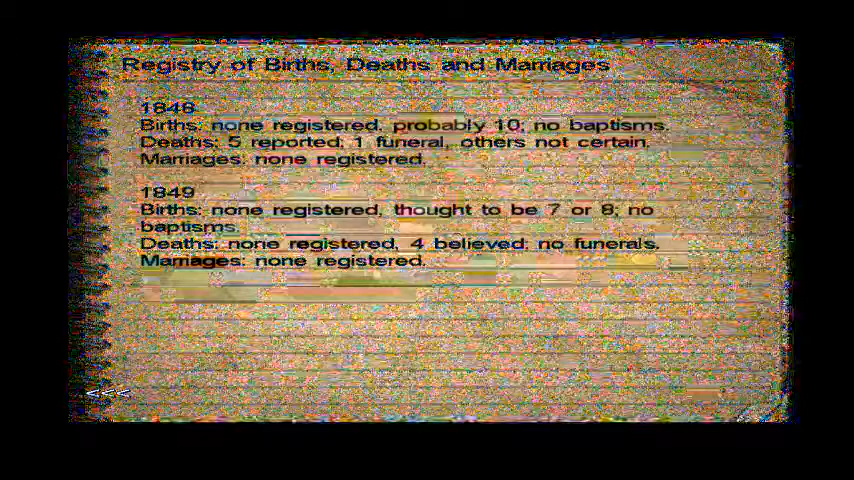 Registry of Births, Deaths and Marriages
1848
Births: none registered, probably 10; no baptisms.
Deaths: 5 reported, 1 funeral, others not certain.
Marriages: none registered.
1849
Births: none registered, thought to be 7 or 8; no
baptisms.
Deaths: none registered, 4 believed; no funerals.
Marriages: none registered.
<<<